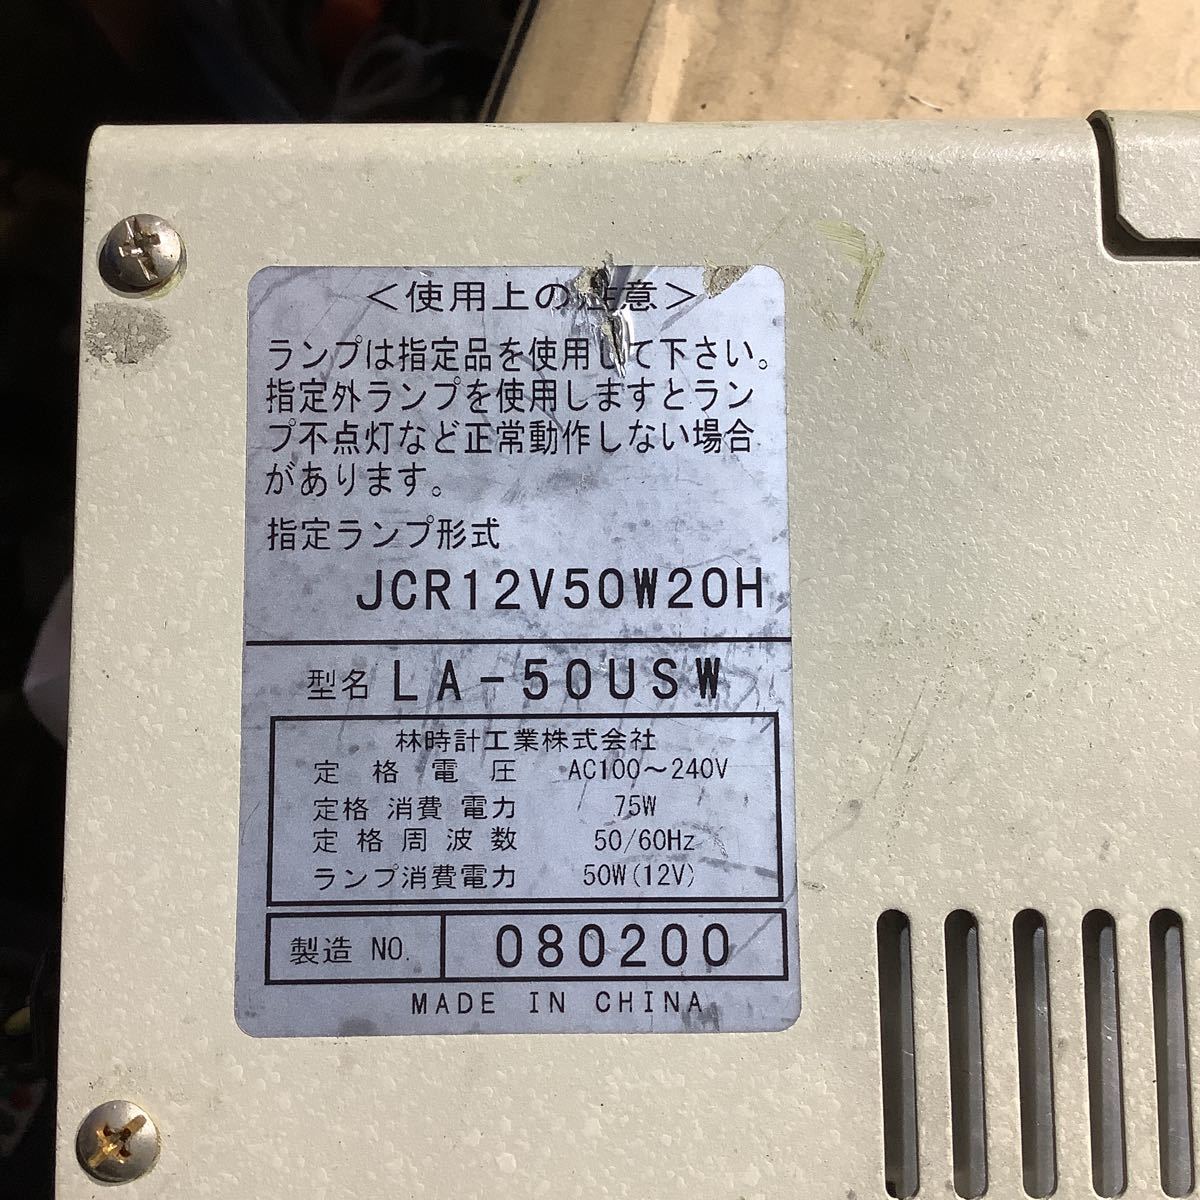 <使用上の注意>
ランプは指定品を使用して下さい。
指定外ランプを使用しますとラン
プ不点灯など正常動作しない場合
があります。
指定ランプ形式
JCR12V50W20H
型名 LA-50USW
林時計工業株式会社
定格電圧 AC100～240V
定格消費電力 75W
定格周波数 50/60Hz
ランプ消費電力 50W(12V)
製造 NO. 080200
MADE IN CHINA